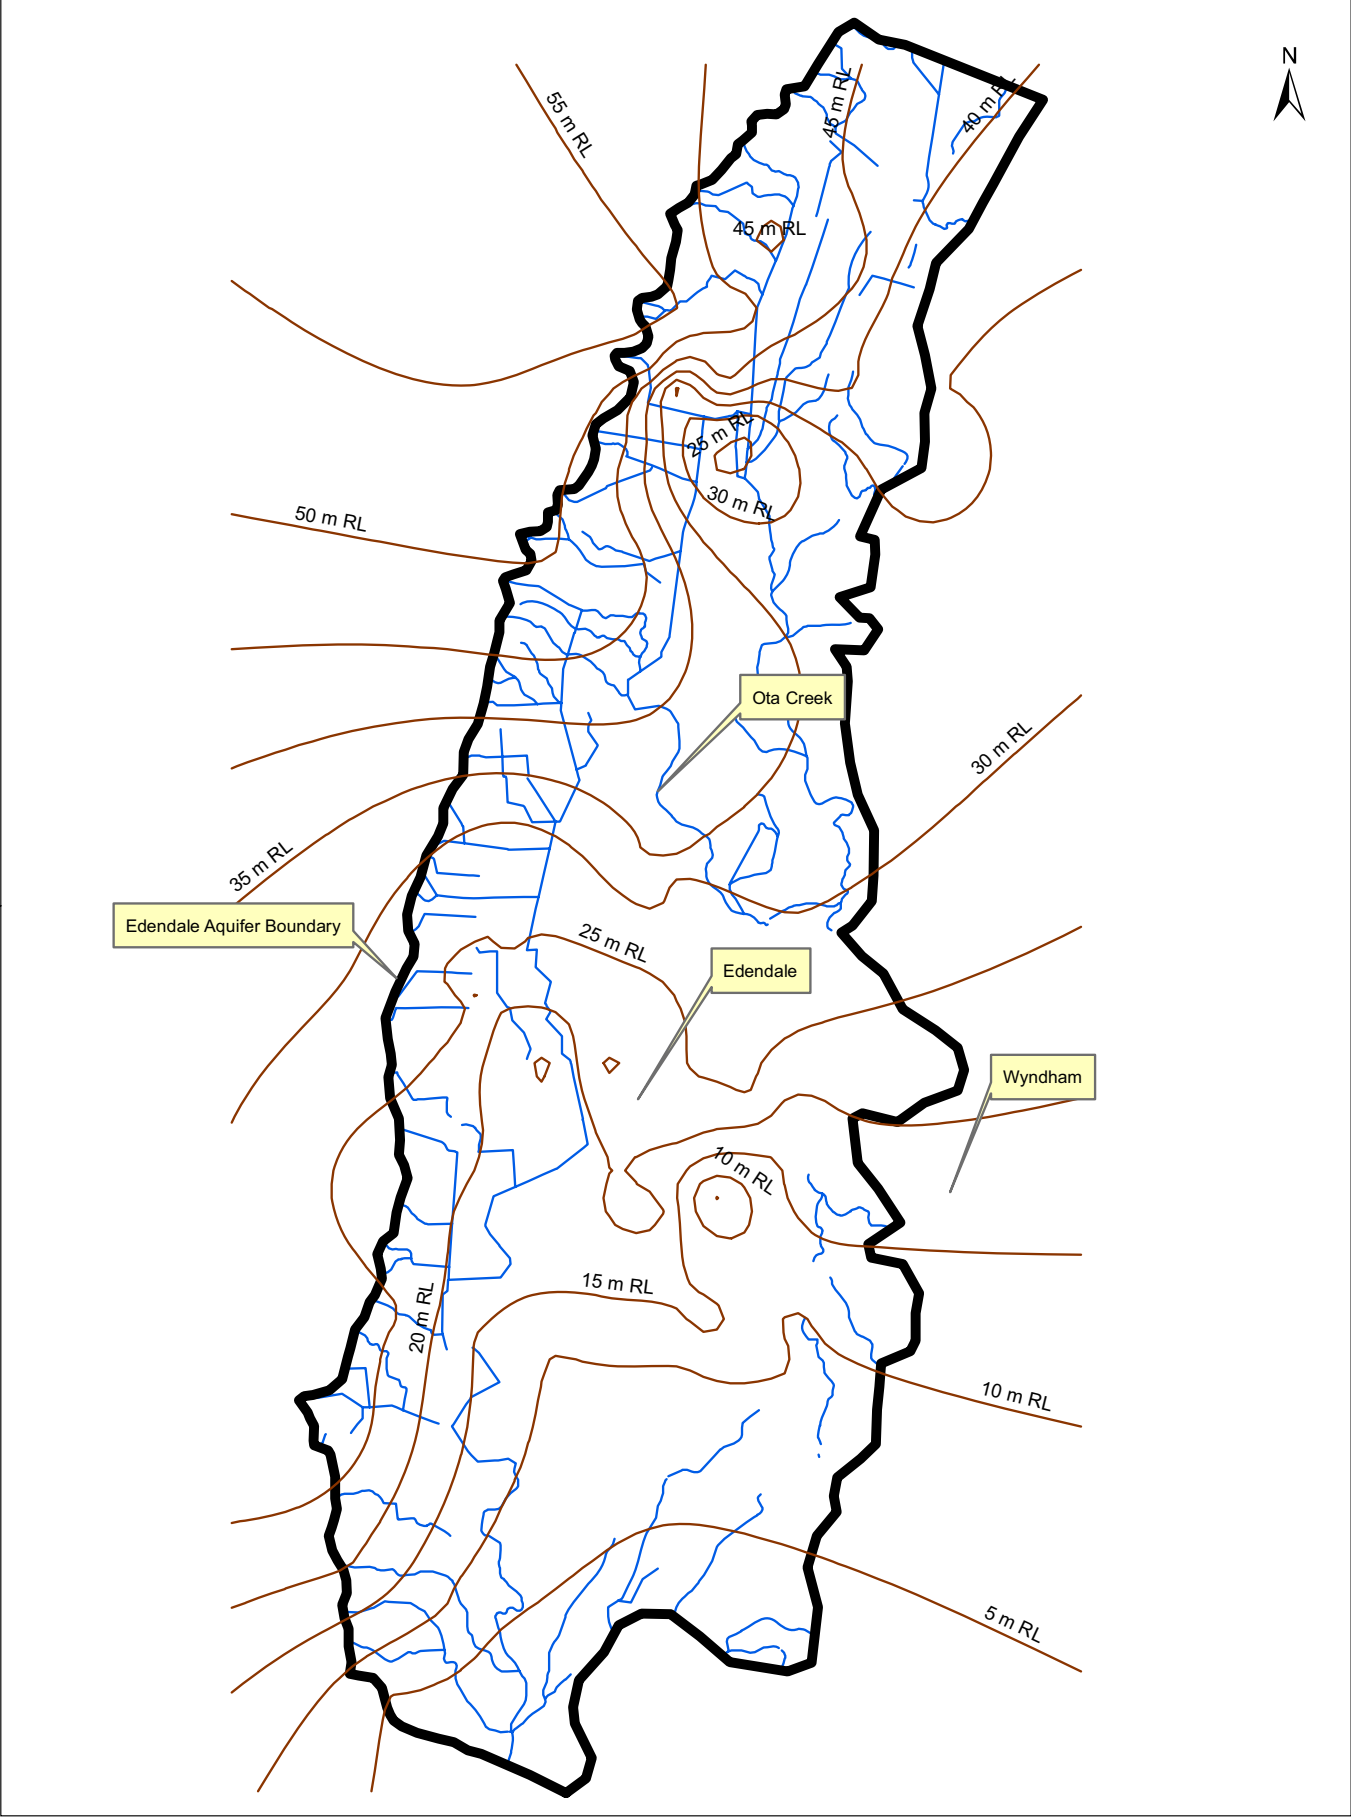 N
55 m RL
45 m RL
40 m RL
45 m RL
25 m RL
30 m RL
50 m RL
Ota Creek
30 m RL
35 m RL
Edendale Aquifer Boundary
25 m RL
Edendale
Wyndham
10 m RL
15 m RL
20 m RL
10 m RL
5 m RL